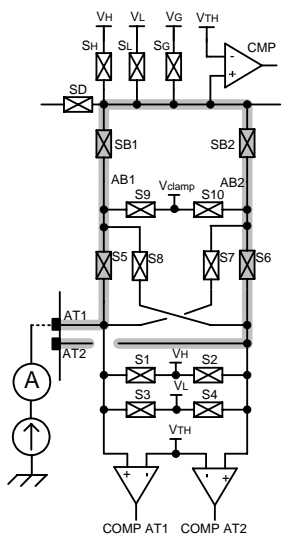 VH VL VG VTH
SH SL SG - CMP
+
SD
SB1 SB2
AB1 Vclamp AB2
S9 S10
S5 S8 S7 S6
AT1
AT2
A
S1 VH S2
S3 VL S4
VTH
+ - - +
COMP AT1 COMP AT2